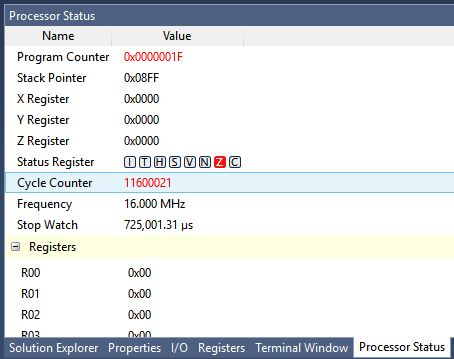 Processor Status
Name Value
Program Counter 0x0000001F
Stack Pointer 0x08FF
X Register 0x0000
Y Register 0x0000
Z Register 0x0000
Status Register I T H S V N Z C
Cycle Counter 11600021
Frequency 16.000 MHz
Stop Watch 725,001.31 µs
Registers
R00 0x00
R01 0x00
R02 0x00
R03 0x00
Solution Explorer Properties I/O Registers Terminal Window Processor Status